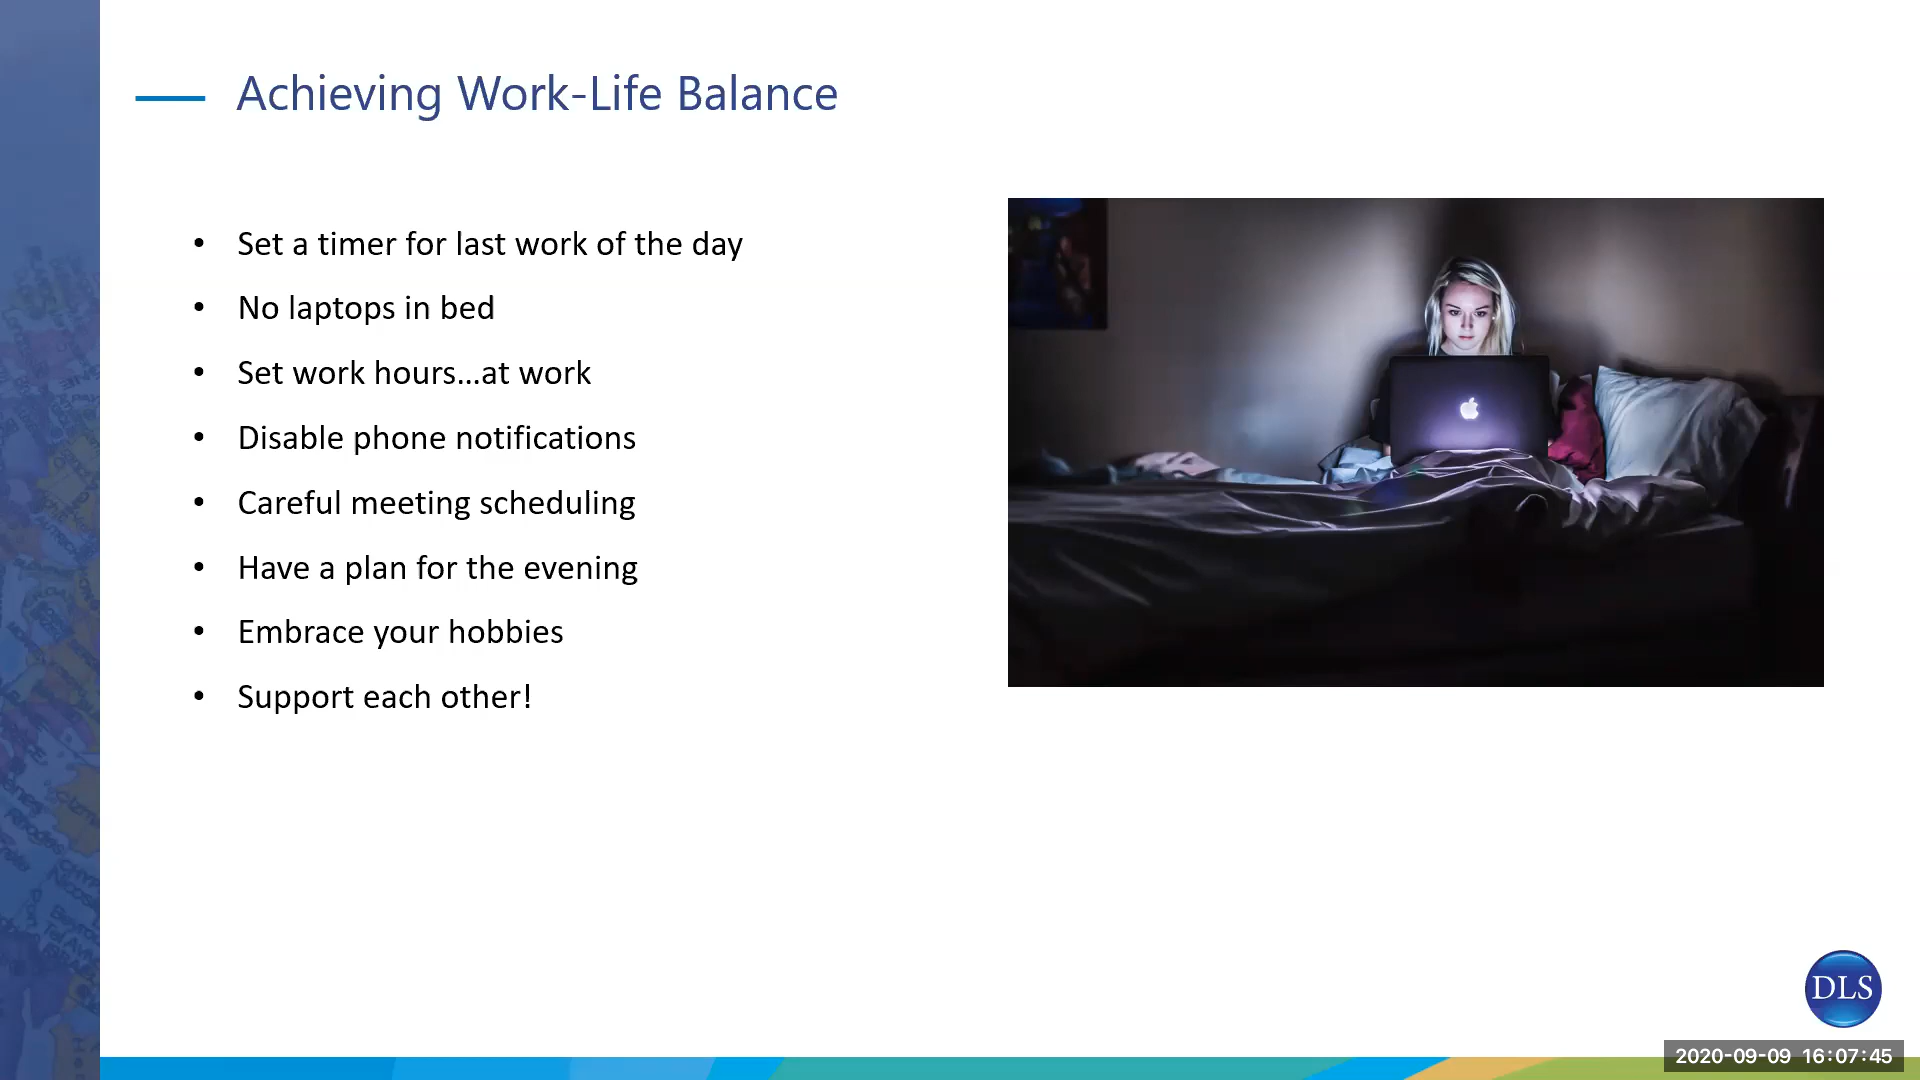 Achieving Work-Life Balance
• Set a timer for last work of the day
• No laptops in bed
• Set work hours...at work
• Disable phone notifications
• Careful meeting scheduling
• Have a plan for the evening
• Embrace your hobbies
• Support each other!
DLS
2020-09-09 16:07:45